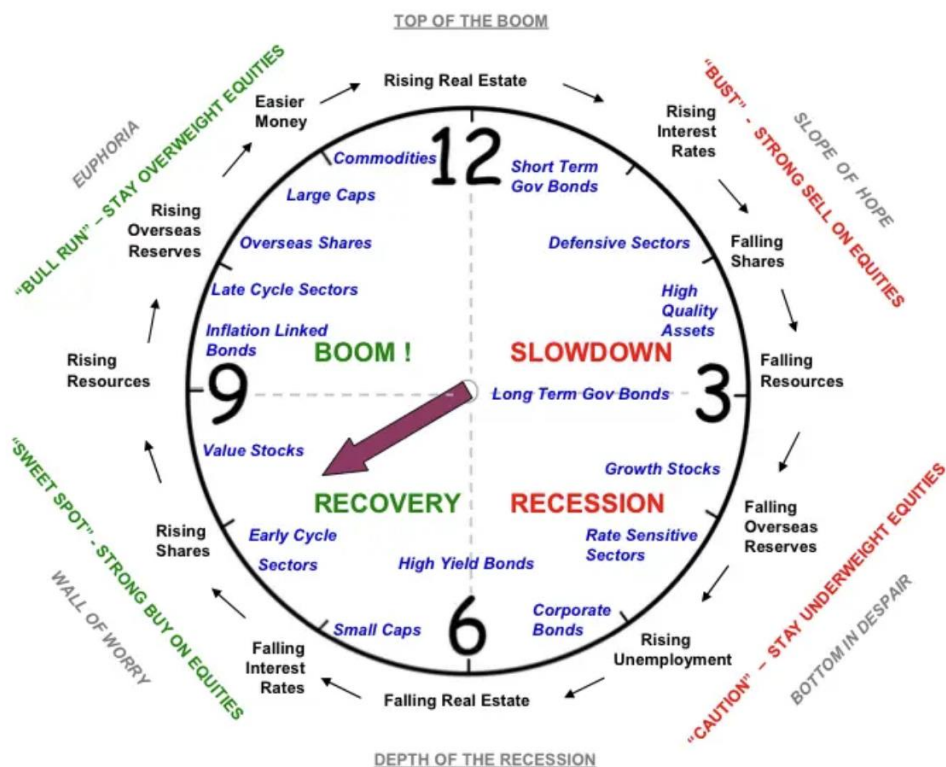 TOP OF THE BOOM
Rising Real Estate
"BULL RUN" – STAY OVERWEIGHT EQUITIES
EUPHORIA
Easier
Money
Rising
Overseas
Reserves
Rising
Resources
"BUST" - STRONG SELL ON EQUITIES
SLOPE OF HOPE
Rising
Interest
Rates
Falling
Shares
Falling
Resources
12
Commodities
Large Caps
Overseas Shares
Late Cycle Sectors
Inflation Linked
Bonds
BOOM !
Short Term
Gov Bonds
Defensive Sectors
High
Quality
Assets
SLOWDOWN
9
Long Term Gov Bonds
3
Value Stocks
RECOVERY
Early Cycle
Sectors
High Yield Bonds
Small Caps
6
Growth Stocks
RECESSION
Rate Sensitive
Sectors
Corporate
Bonds
"SWEET SPOT" - STRONG BUY ON EQUITIES
WALL OF WORRY
Rising
Shares
Falling
Interest
Rates
Falling
Overseas
Reserves
Rising
Unemployment
"CAUTION" – STAY UNDERWEIGHT EQUITIES
BOTTOM IN DESPAIR
Falling Real Estate
DEPTH OF THE RECESSION